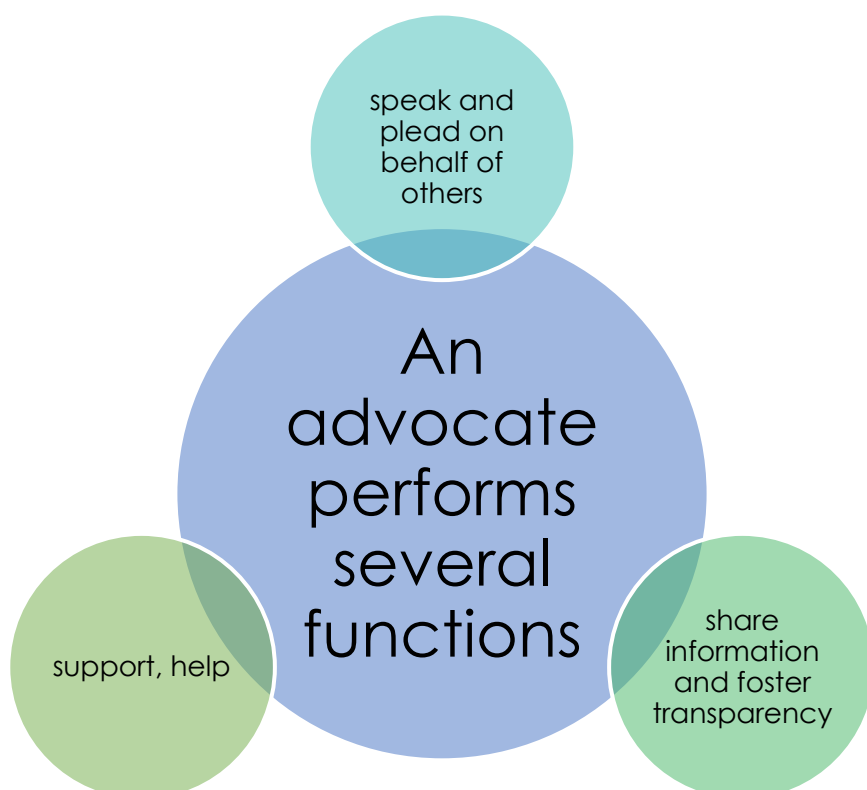 speak and
plead on
behalf of
others
An
advocate
performs
several
functions
support, help
share
information
and foster
transparency